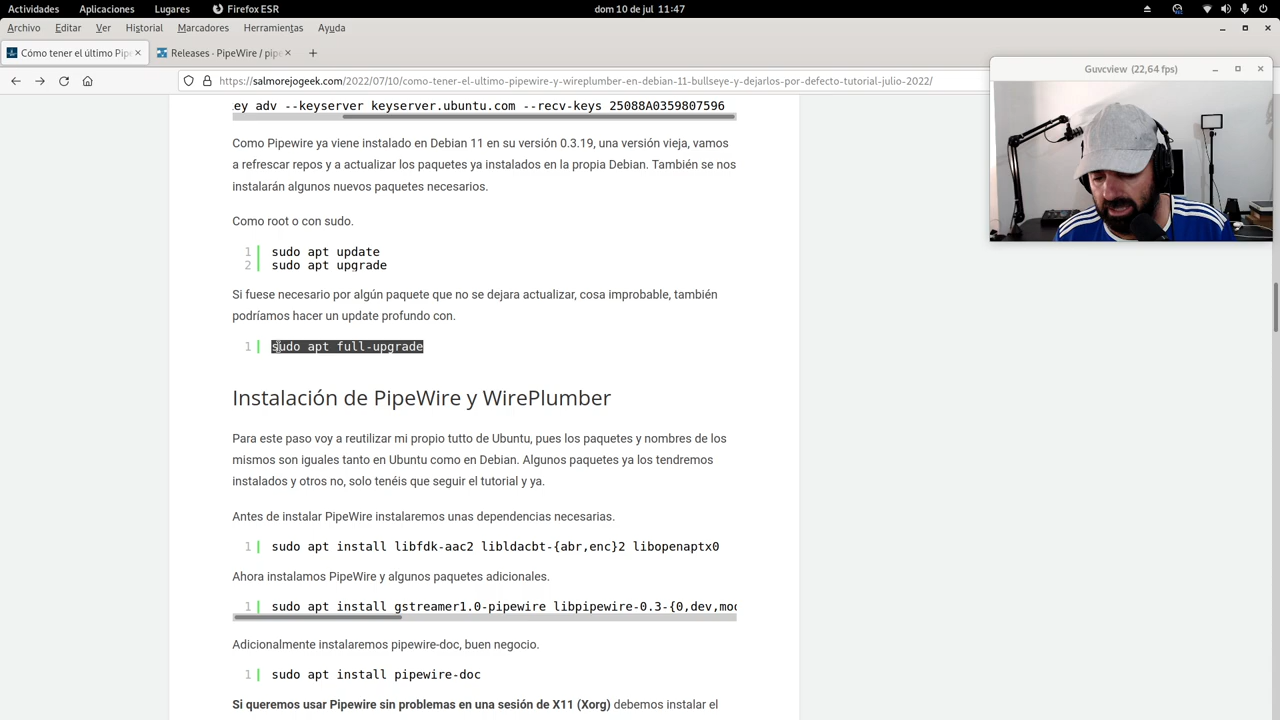 Actividades Aplicaciones Lugares Firefox ESR dom 10 de jul 11:47
Archivo Editar Ver Historial Marcadores Herramientas Ayuda
Cómo tener el último Pip Releases · PipeWire / pip
https://salmorejogeek.com/2022/07/10/como-tener-el-ultimo-pipewire-y-wireplumber-en-debian-11-bullseye-y-dejarlos-por-defecto-tutorial-julio-2022/
Guvcview (22,64 fps)
ey adv --keyserver keyserver.ubuntu.com --recv-keys 25088A0359807596
Como Pipewire ya viene instalado en Debian 11 en su versión 0.3.19, una versión vieja, vamos
a refrescar repos y a actualizar los paquetes ya instalados en la propia Debian. También se nos
instalarán algunos nuevos paquetes necesarios.
Como root o con sudo.
1 sudo apt update
2 sudo apt upgrade
Si fuese necesario por algún paquete que no se dejara actualizar, cosa improbable, también
podríamos hacer un update profundo con.
1 sudo apt full-upgrade
Instalación de PipeWire y WirePlumber
Para este paso voy a reutilizar mi propio tutto de Ubuntu, pues los paquetes y nombres de los
mismos son iguales tanto en Ubuntu como en Debian. Algunos paquetes ya los tendremos
instalados y otros no, solo tenéis que seguir el tutorial y ya.
Antes de instalar PipeWire instalaremos unas dependencias necesarias.
1 sudo apt install libfdk-aac2 libldacbt-{abr,enc}2 libopenaptx0
Ahora instalamos PipeWire y algunos paquetes adicionales.
1 sudo apt install gstreamer1.0-pipewire libpipewire-0.3-{0,dev,mod
Adicionalmente instalaremos pipewire-doc, buen negocio.
1 sudo apt install pipewire-doc
Si queremos usar Pipewire sin problemas en una sesión de X11 (Xorg) debemos instalar el